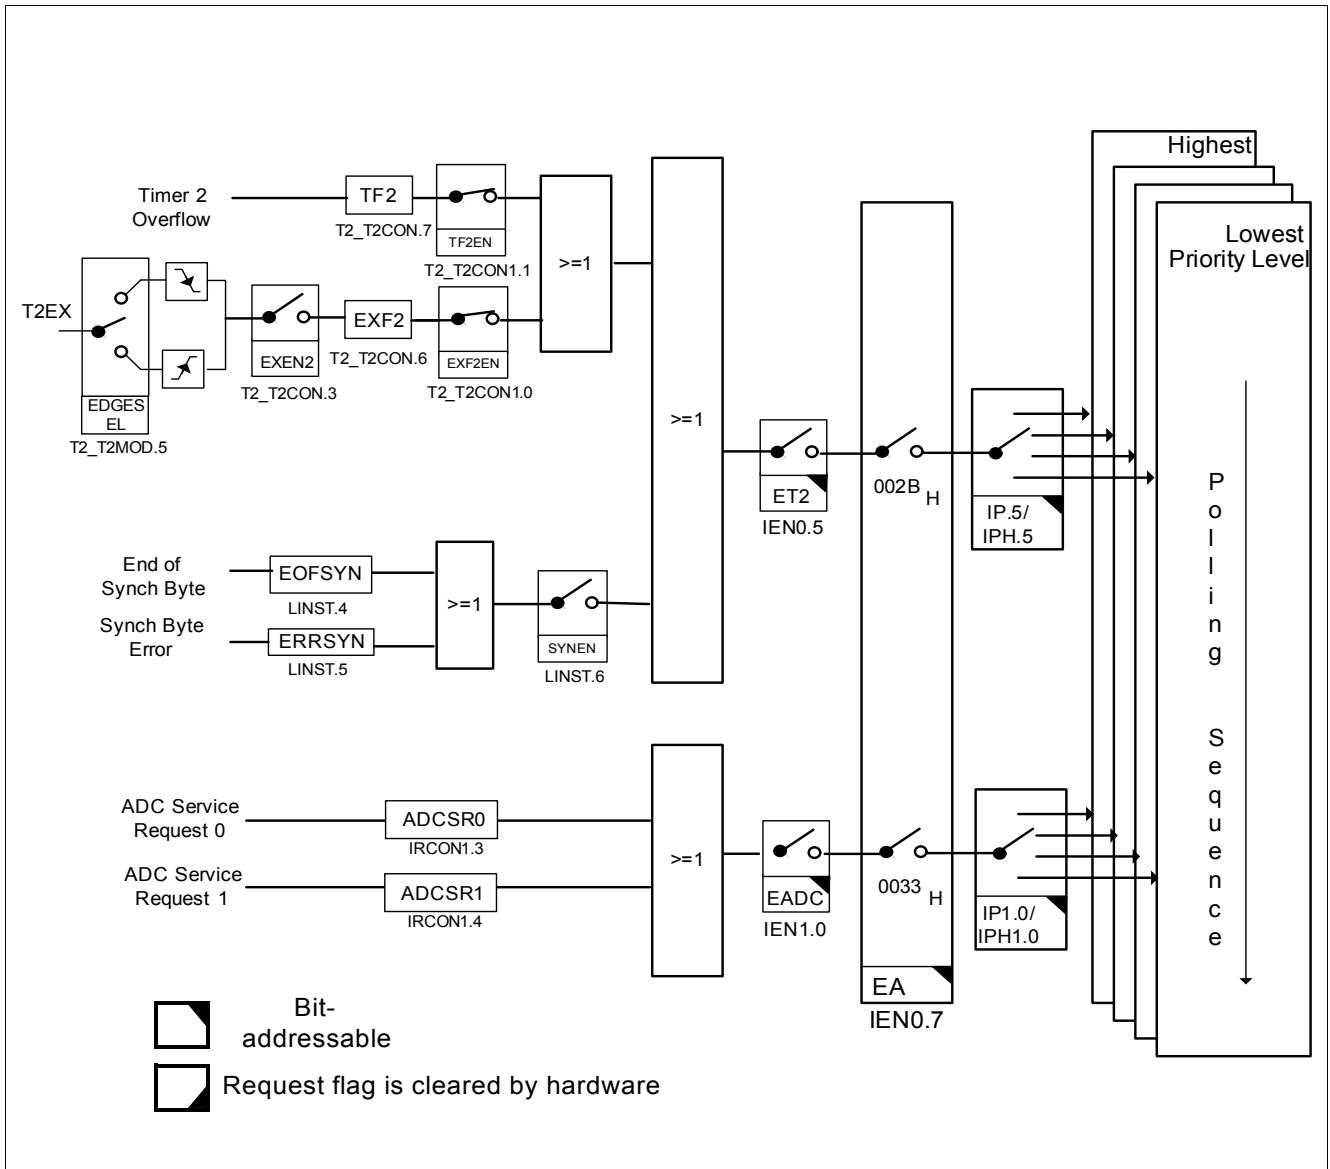 Highest
Lowest
Priority Level
Timer 2
Overflow
TF2
T2_T2CON.7
TF2EN
T2_T2CON1.1
>=1
T2EX
EDGES
EL
T2_T2MOD.5
EXEN2
T2_T2CON.3
EXF2
T2_T2CON.6
EXF2EN
T2_T2CON1.0
>=1
ET2
IEN0.5
002B H
IP.5/
IPH.5
End of
Synch Byte
EOFSYN
LINST.4
Synch Byte
Error
ERRSYN
LINST.5
>=1
SYNEN
LINST.6
ADC Service
Request 0
ADCSR0
IRCON1.3
ADC Service
Request 1
ADCSR1
IRCON1.4
>=1
EADC
IEN1.0
0033 H
IP1.0/
IPH1.0
EA
IEN0.7
Polling Sequence
Bit-
addressable
Request flag is cleared by hardware